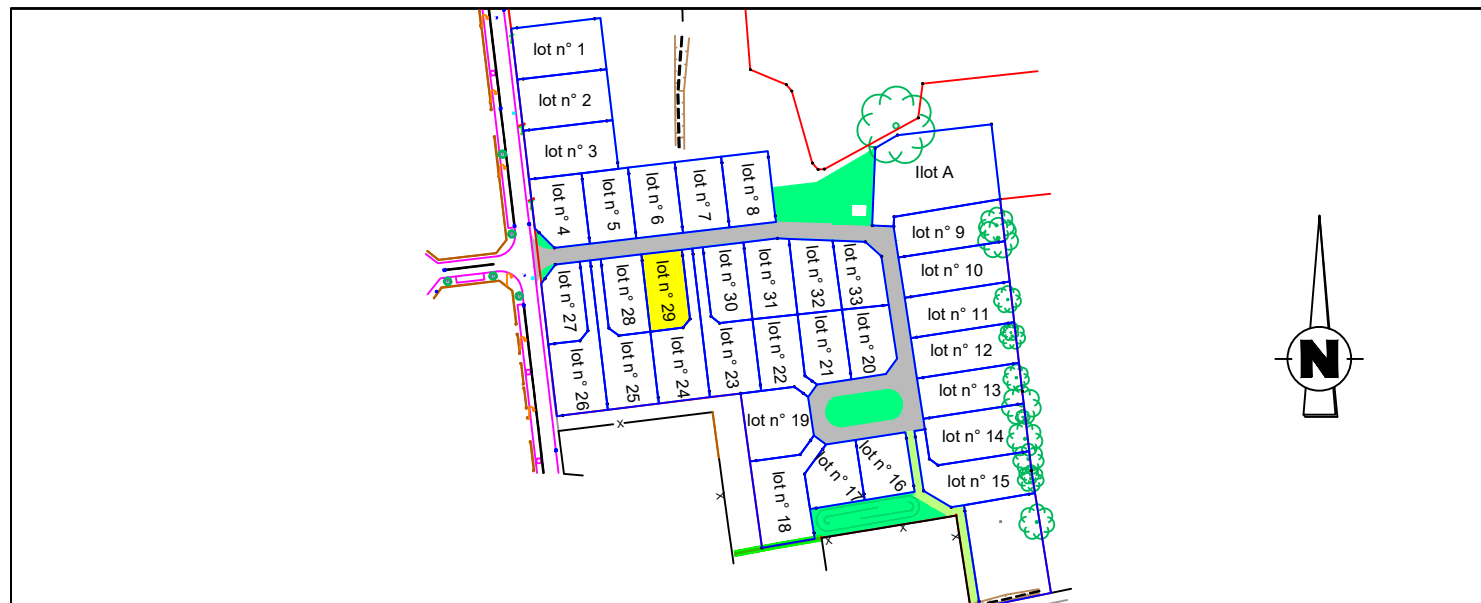 lot n° 1
lot n° 2
lot n° 3
lot n° 4
lot n° 5
lot n° 6
lot n° 7
lot n° 8
Ilot A
lot n° 9
lot n° 10
lot n° 11
lot n° 12
lot n° 13
lot n° 14
lot n° 15
lot n° 27
lot n° 28
lot n° 29
lot n° 30
lot n° 31
lot n° 32
lot n° 33
lot n° 26
lot n° 25
lot n° 24
lot n° 23
lot n° 22
lot n° 21
lot n° 20
lot n° 19
lot n° 18
lot n° 17
lot n° 16
N